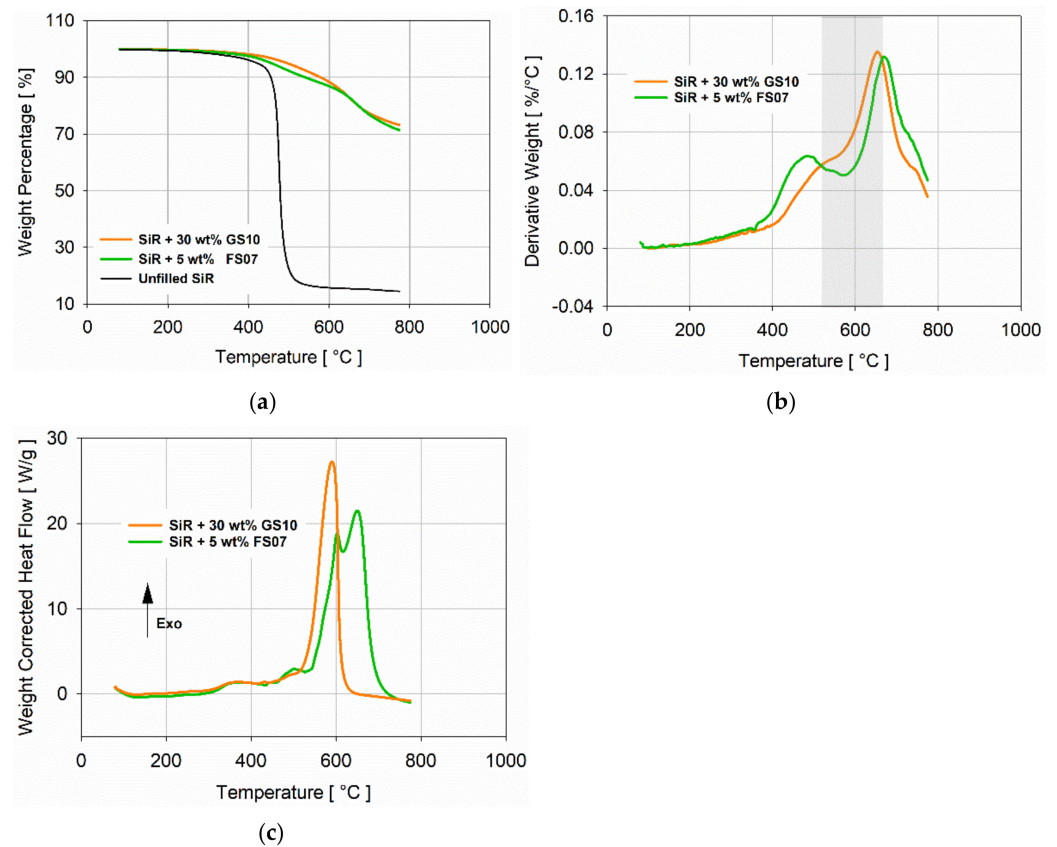 Weight Percentage [ %]
110
90
70
50
30
10
SiR + 30 wt% GS10
SiR + 5 wt% FS07
Unfilled SiR
0 200 400 600 800 1000
Temperature [ °C]
(a)
Derivative Weight [ %/°C]
0.16
0.12
0.08
0.04
0.00
-0.04
SiR + 30 wt% GS10
SiR + 5 wt% FS07
0 200 400 600 800 1000
Temperature [ °C ]
(b)
Weight Corrected Heat Flow [ W/g ]
30
20
10
0
SiR + 30 wt% GS10
SiR + 5 wt% FS07
Exo
0 200 400 600 800 1000
Temperature [ °C ]
(c)